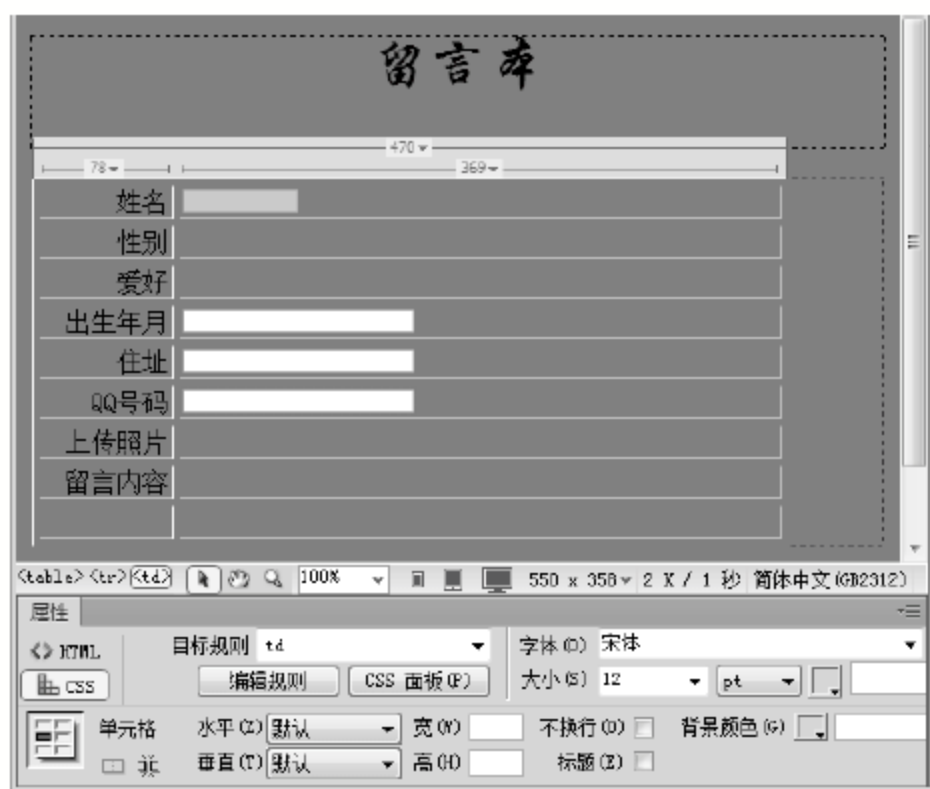 留言本
470
78 369
姓名
性别
爱好
出生年月
住址
QQ号码
上传照片
留言内容
<table> <tr> <td> 100% 550 x 358 2 K / 1 秒 简体中文(GB2312)
属性
<> HTML 目标规则 td 字体(O) 宋体
CSS 编辑规则 CSS 面板(P) 大小(S) 12 pt
单元格 水平(Z) 默认 宽(W) 不换行(O) 背景颜色(G)
垂直(T) 默认 高(H) 标题(E)